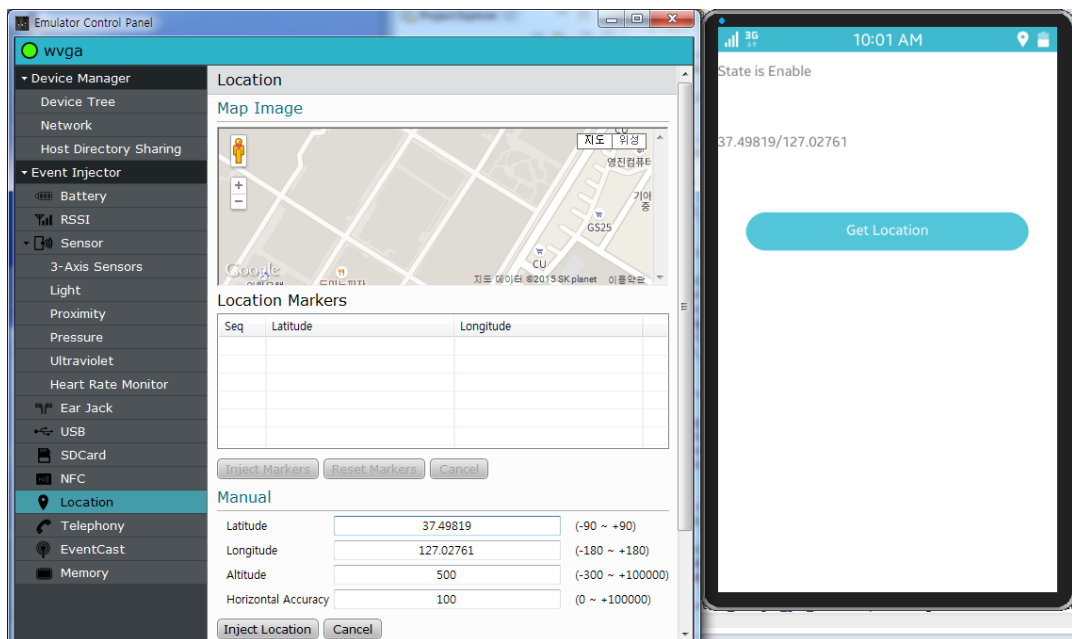 Emulator Control Panel
Project Explorer
wvga
Device Manager
Device Tree
Network
Host Directory Sharing
Event Injector
Battery
RSSI
Sensor
3-Axis Sensors
Light
Proximity
Pressure
Ultraviolet
Heart Rate Monitor
Ear Jack
USB
SDCard
NFC
Location
Telephony
EventCast
Memory
Location
Map Image
지도 위성
CU
영진컴퓨터
기아
중
GS25
CU
Google
지도 데이터 ©2015 SK planet 이용약관
Location Markers
Seq Latitude Longitude
Inject Markers Reset Markers Cancel
Manual
Latitude 37.49819 (-90 ~ +90)
Longitude 127.02761 (-180 ~ +180)
Altitude 500 (-300 ~ +100000)
Horizontal Accuracy 100 (0 ~ +100000)
Inject Location Cancel
3G 10:01 AM
State is Enable
37.49819/127.02761
Get Location